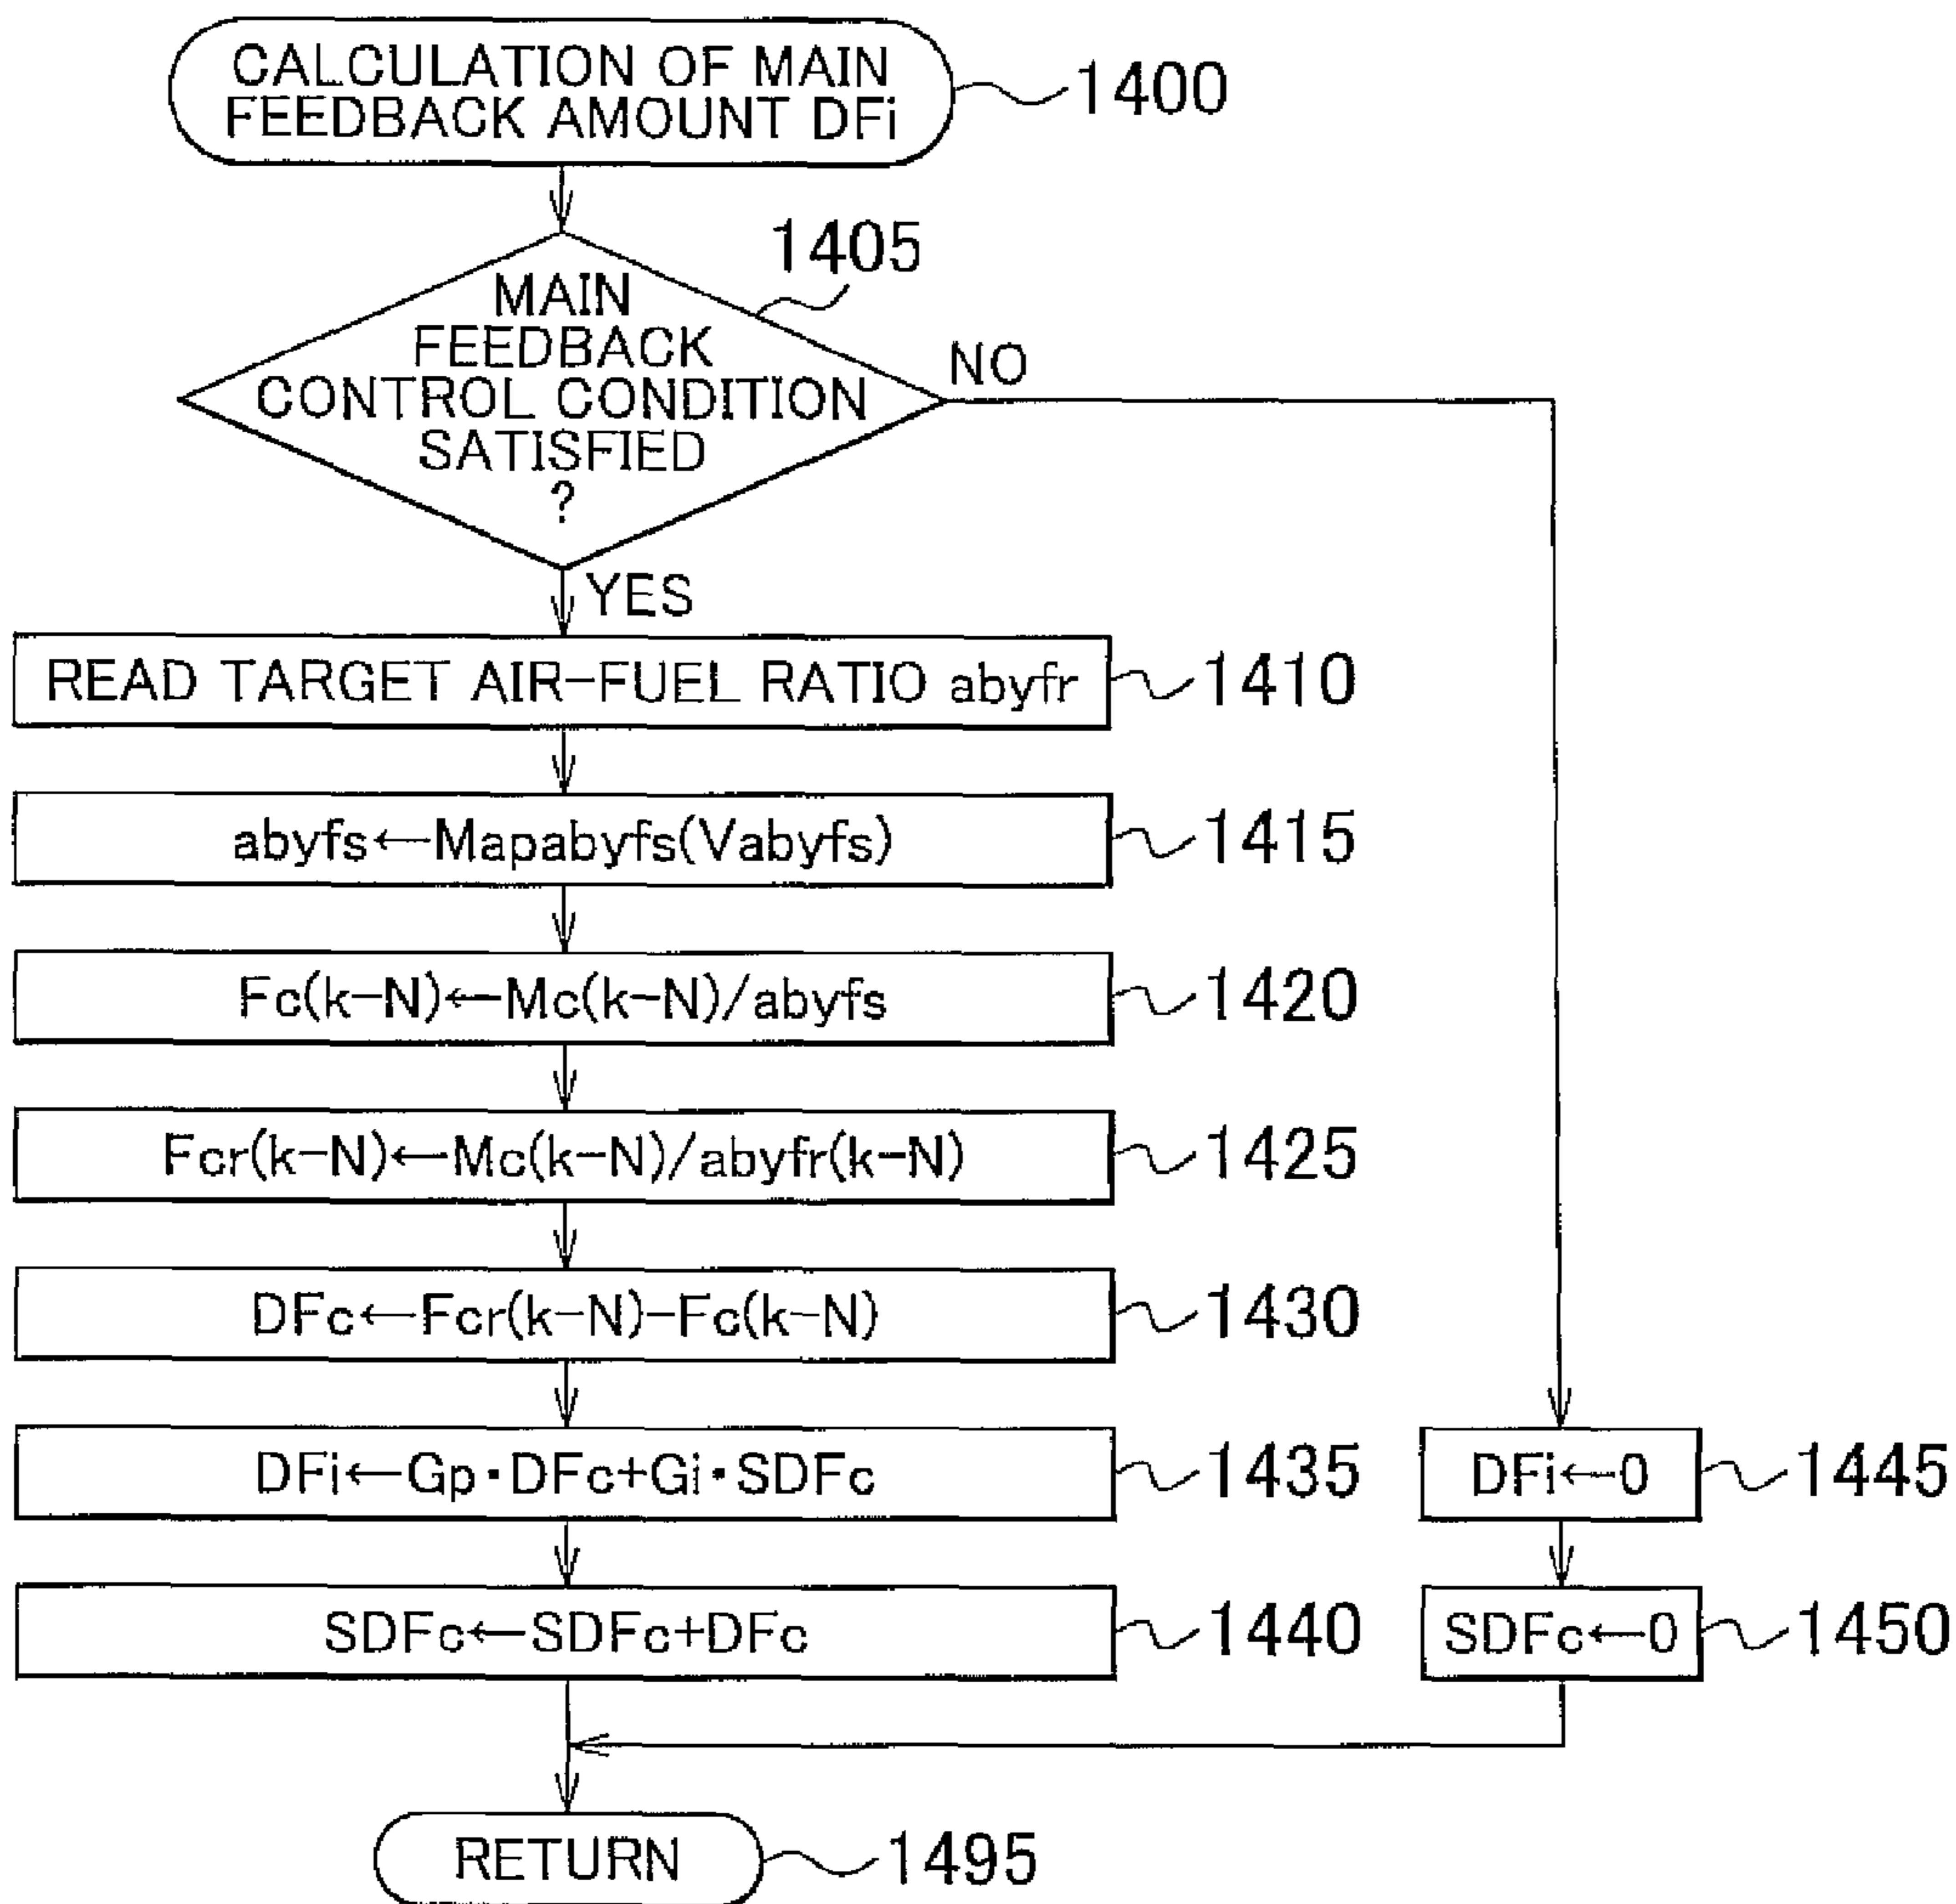 CALCULATION OF MAIN
FEEDBACK AMOUNT DFi
1400
1405
MAIN
FEEDBACK
CONTROL CONDITION
SATISFIED
?
NO
YES
READ TARGET AIR-FUEL RATIO abyfr
1410
abyfs←Mapabyfs(Vabyfs)
1415
Fc(k-N)←Mc(k-N)/abyfs
1420
Fcr(k-N)←Mc(k-N)/abyfr(k-N)
1425
DFc←Fcr(k-N)-Fc(k-N)
1430
DFi←Gp・DFc+Gi・SDFc
1435
DFi←0
1445
SDFc←SDFc+DFc
1440
SDFc←0
1450
RETURN
1495